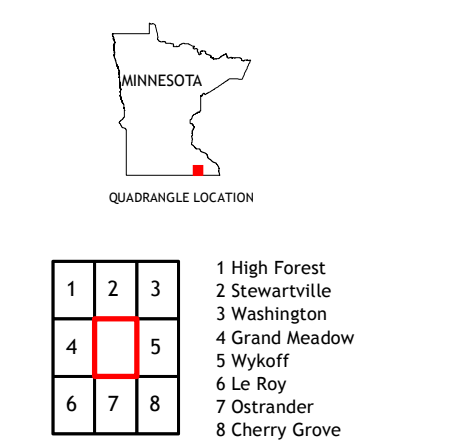 MINNESOTA
QUADRANGLE LOCATION
1 2 3
4 5
6 7 8
1 High Forest
2 Stewartville
3 Washington
4 Grand Meadow
5 Wykoff
6 Le Roy
7 Ostrander
8 Cherry Grove